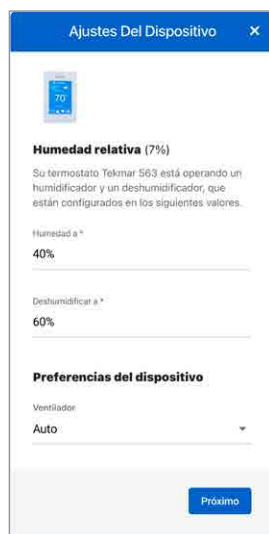 Ajustes Del Dispositivo ×
70°
Humedad relativa (7%)
Su termostato Tekmar 563 está operando un
humidificador y un deshumidificador, que
están configurados en los siguientes valores.
Humedad a *
40%
Deshumidificar a *
60%
Preferencias del dispositivo
Ventilador
Auto
Próximo